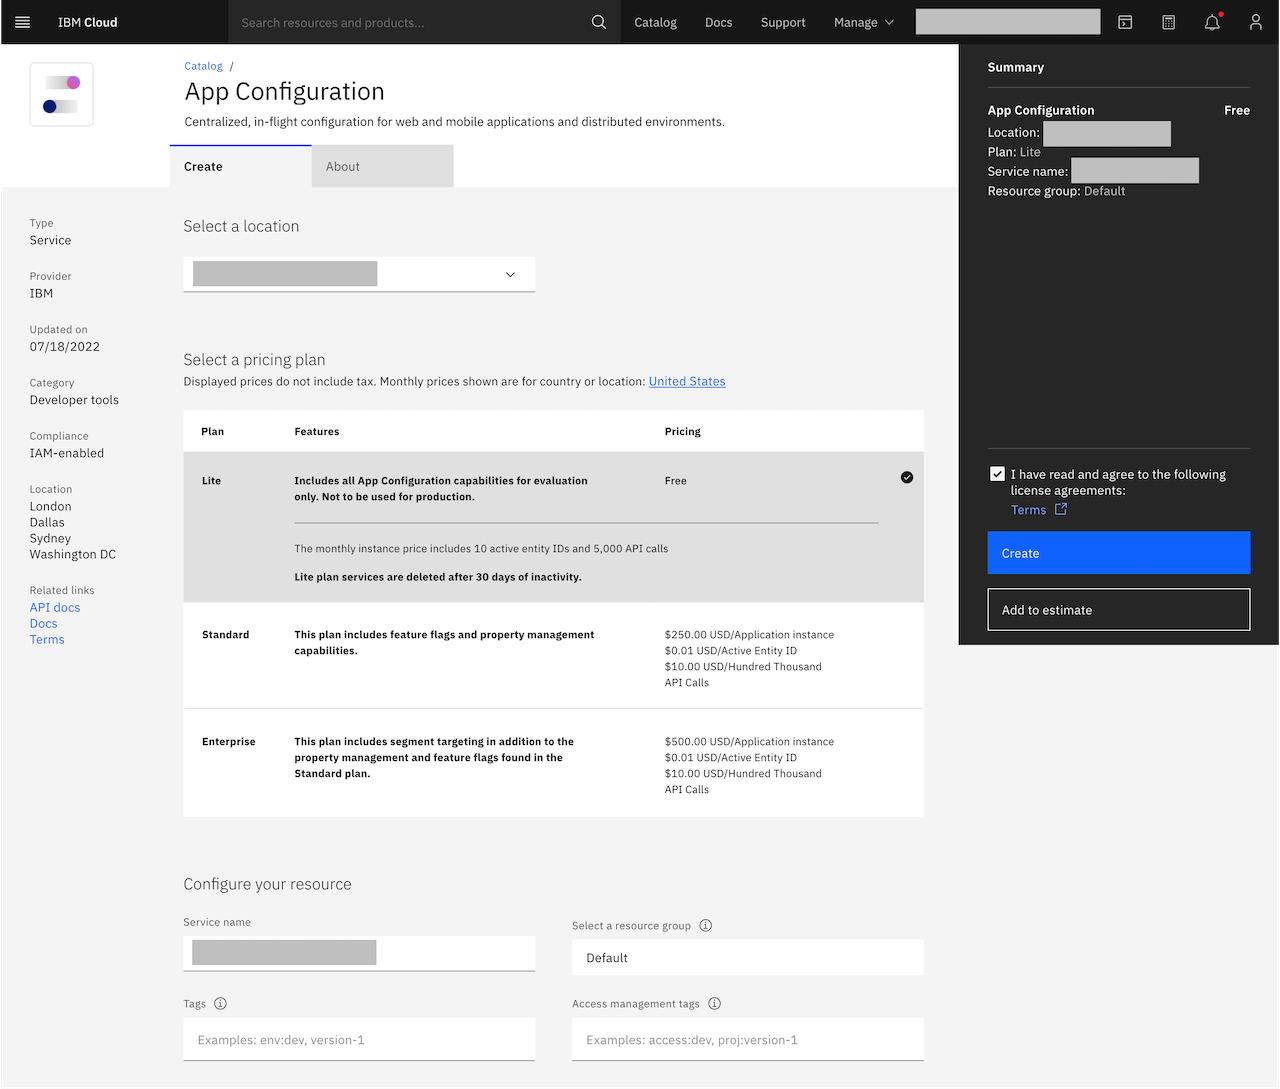 IBM Cloud
Search resources and products...
Catalog
Docs
Support
Manage
Catalog /
App Configuration
Centralized, in-flight configuration for web and mobile applications and distributed environments.
Create
About
Type
Service
Provider
IBM
Updated on
07/18/2022
Category
Developer tools
Compliance
IAM-enabled
Location
London
Dallas
Sydney
Washington DC
Related links
API docs
Docs
Terms
Select a location
Select a pricing plan
Displayed prices do not include tax. Monthly prices shown are for country or location: United States
Plan
Features
Pricing
Lite
Includes all App Configuration capabilities for evaluation
only. Not to be used for production.
Free
The monthly instance price includes 10 active entity IDs and 5,000 API calls
Lite plan services are deleted after 30 days of inactivity.
Standard
This plan includes feature flags and property management
capabilities.
$250.00 USD/Application instance
$0.01 USD/Active Entity ID
$10.00 USD/Hundred Thousand
API Calls
Enterprise
This plan includes segment targeting in addition to the
property management and feature flags found in the
Standard plan.
$500.00 USD/Application instance
$0.01 USD/Active Entity ID
$10.00 USD/Hundred Thousand
API Calls
Configure your resource
Service name
Select a resource group
Default
Tags
Examples: env:dev, version-1
Access management tags
Examples: access:dev, proj:version-1
Summary
App Configuration Free
Location:
Plan: Lite
Service name:
Resource group: Default
I have read and agree to the following
license agreements:
Terms
Create
Add to estimate